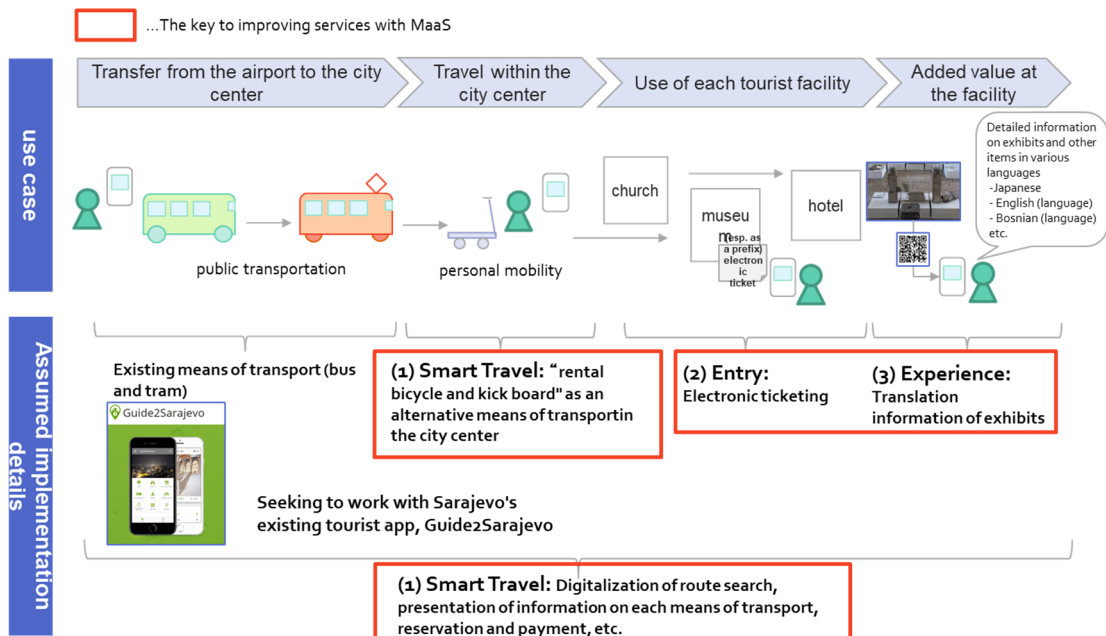 ...The key to improving services with MaaS
use case
Transfer from the airport to the city
center
Travel within the
city center
Use of each tourist facility
Added value at
the facility
Detailed information
on exhibits and other
items in various
languages
-Japanese
- English (language)
- Bosnian (language)
etc.
public transportation
personal mobility
church
museu
m
(resp. as
a prefix)
electron
ic
ticket
hotel
Assumed implementation
details
Existing means of transport (bus
and tram)
Guide2Sarajevo
(1) Smart Travel: "rental
bicycle and kick board" as an
alternative means of transportin
the city center
(2) Entry:
Electronic ticketing
(3) Experience:
Translation
information of exhibits
Seeking to work with Sarajevo's
existing tourist app, Guide2Sarajevo
(1) Smart Travel: Digitalization of route search,
presentation of information on each means of transport,
reservation and payment, etc.